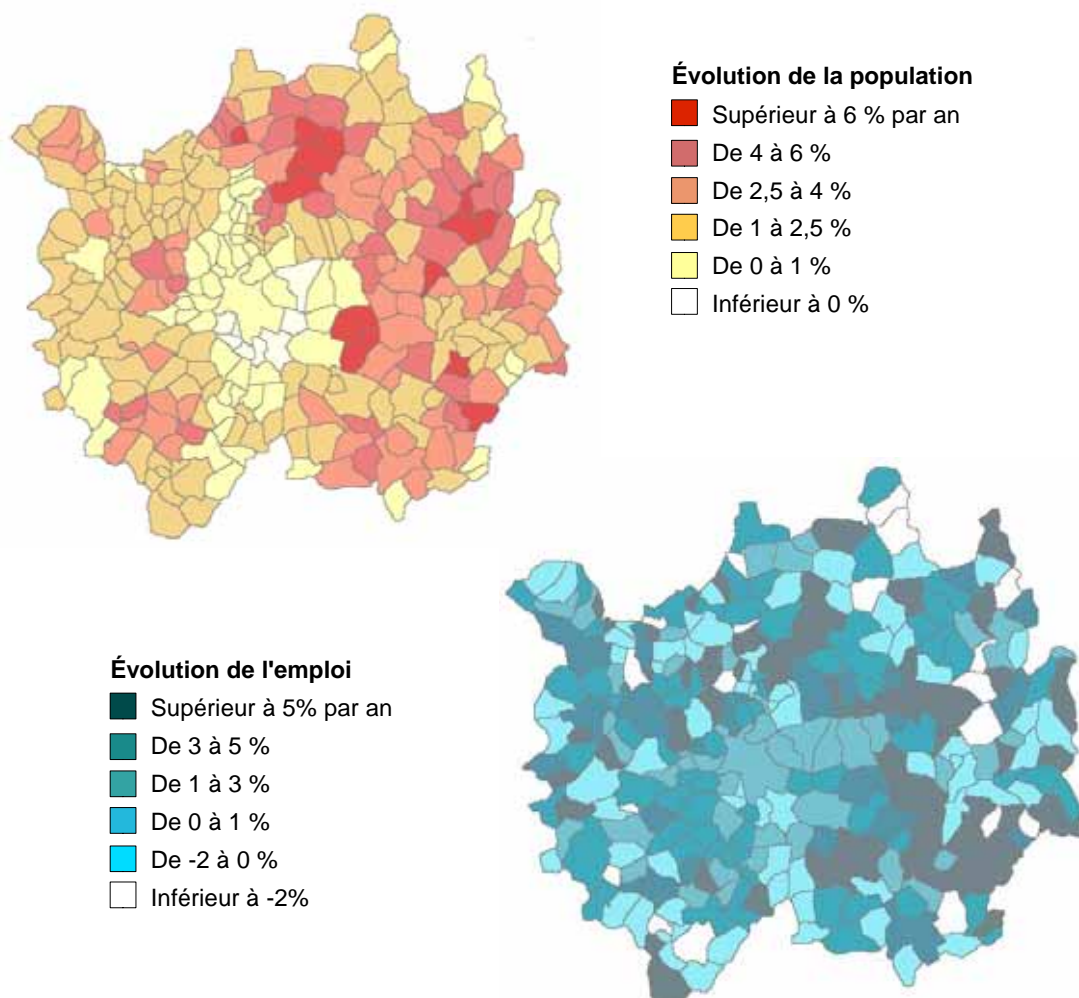 Évolution de la population
Supérieur à 6 % par an
De 4 à 6 %
De 2,5 à 4 %
De 1 à 2,5 %
De 0 à 1 %
Inférieur à 0 %
Évolution de l'emploi
Supérieur à 5% par an
De 3 à 5 %
De 1 à 3 %
De 0 à 1 %
De -2 à 0 %
Inférieur à -2%